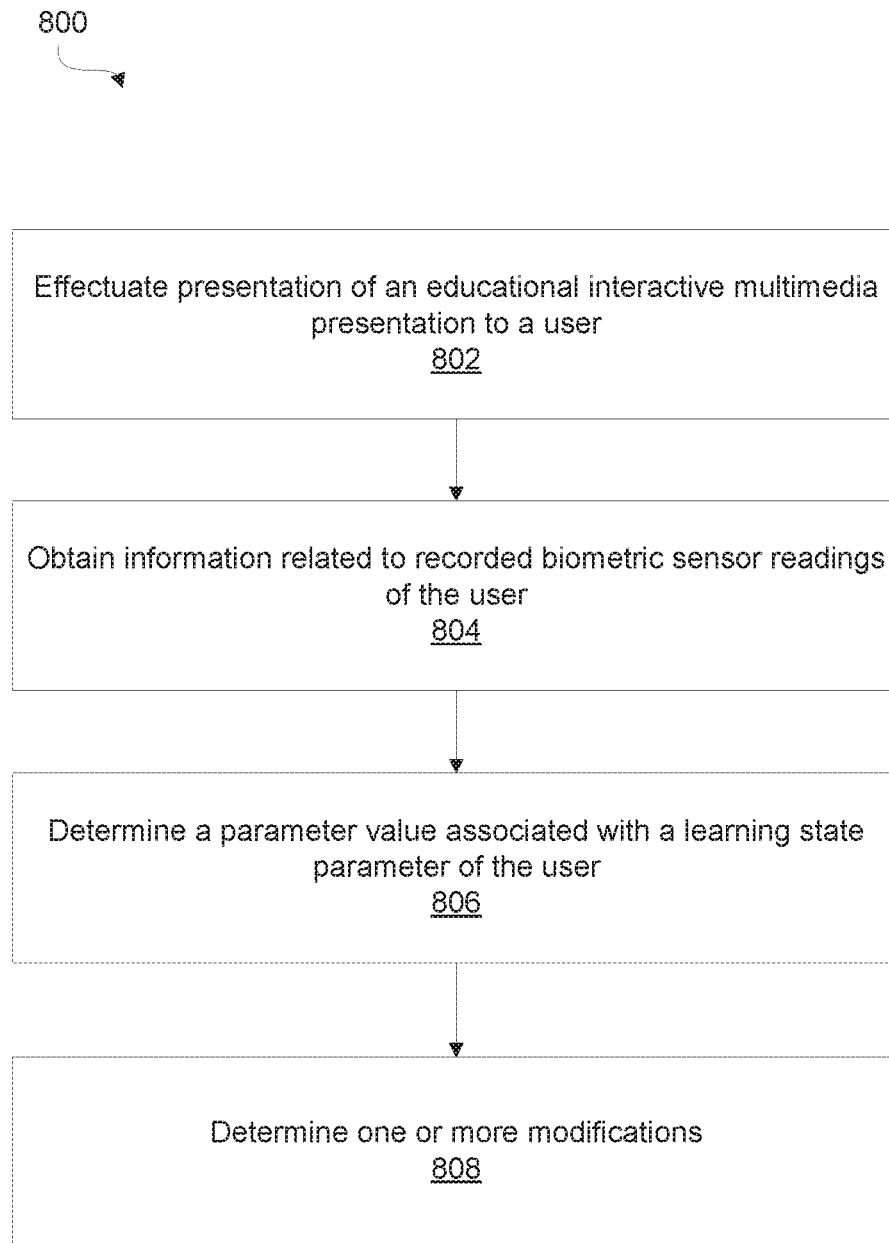 800
Effectuate presentation of an educational interactive multimedia
presentation to a user
802
Obtain information related to recorded biometric sensor readings
of the user
804
Determine a parameter value associated with a learning state
parameter of the user
806
Determine one or more modifications
808